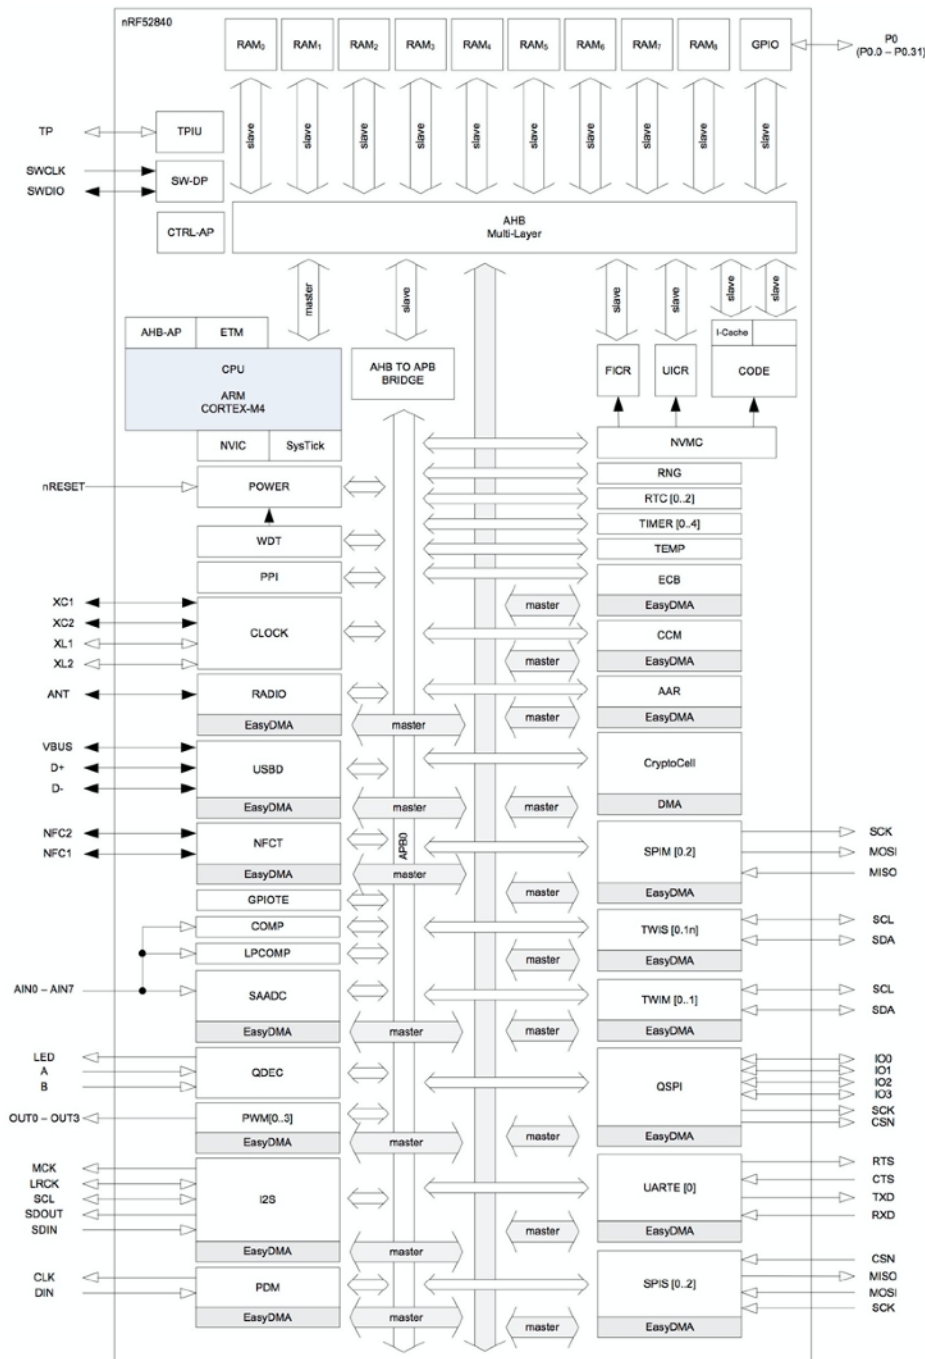 nRF52840
RAM0 RAM1 RAM2 RAM3 RAM4 RAM5 RAM6 RAM7 RAM8 GPIO
P0
(P0.0 – P0.31)
slave slave slave slave slave slave slave slave slave slave
TP TPIU
SWCLK
SWDIO
SW-DP
CTRL-AP
AHB
Multi-Layer
master slave slave slave slave slave
AHB-AP ETM
CPU
ARM
CORTEX-M4
NVIC SysTick
AHB TO APB
BRIDGE
FICR UICR
I-Cache
CODE
NVMC
nRESET POWER
WDT
PPI
RNG
RTC [0..2]
TIMER [0..4]
TEMP
ECB
master EasyDMA
XC1
XC2
XL1
XL2
CLOCK
CCM
master EasyDMA
ANT RADIO
EasyDMA master
AAR
master EasyDMA
VBUS
D+
D-
USBD
EasyDMA master
CryptoCell
master DMA
NFC2
NFC1
NFCT
EasyDMA master
APB0
SPIM [0.2]
master EasyDMA
SCK
MOSI
MISO
GPIOTE
COMP
LPCOMP
AIN0 – AIN7 SAADC
EasyDMA master
TWIS [0.1n]
master EasyDMA
SCL
SDA
TWIM [0..1]
master EasyDMA
SCL
SDA
LED
A
B
QDEC
OUT0 – OUT3 PWM[0..3]
EasyDMA master
QSPI
master EasyDMA
IO0
IO1
IO2
IO3
SCK
CSN
MCK
LRCK
SCL
SDOUT
SDIN
I2S
EasyDMA master
UARTE [0]
master EasyDMA
RTS
CTS
TXD
RXD
CLK
DIN
PDM
EasyDMA master
SPIS [0..2]
master EasyDMA
CSN
MISO
MOSI
SCK